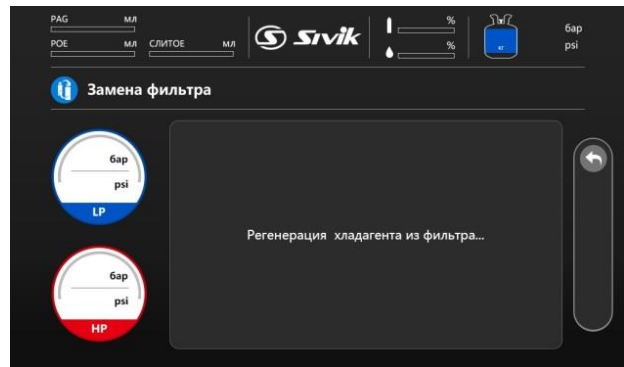 PAG мл
POE мл СЛИТОЕ мл
Sivik
%
%
кг
бар
psi
Замена фильтра
бар
psi
LP
Регенерация хладагента из фильтра...
бар
psi
HP